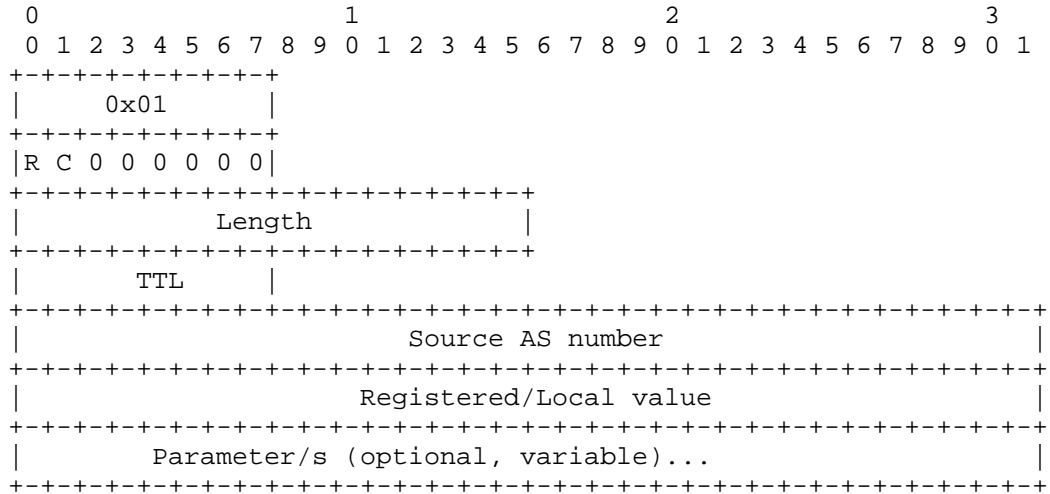 0                   1                   2                   3
 0 1 2 3 4 5 6 7 8 9 0 1 2 3 4 5 6 7 8 9 0 1 2 3 4 5 6 7 8 9 0 1
+-+-+-+-+-+-+-+-+
|     0x01      |
+-+-+-+-+-+-+-+-+
|R C 0 0 0 0 0 0|
+-+-+-+-+-+-+-+-+-+-+-+-+-+-+-+-+
|            Length             |
+-+-+-+-+-+-+-+-+-+-+-+-+-+-+-+-+
|       TTL     |
+-+-+-+-+-+-+-+-+-+-+-+-+-+-+-+-+-+-+-+-+-+-+-+-+-+-+-+-+-+-+-+-+
|                        Source AS number                       |
+-+-+-+-+-+-+-+-+-+-+-+-+-+-+-+-+-+-+-+-+-+-+-+-+-+-+-+-+-+-+-+-+
|                     Registered/Local value                    |
+-+-+-+-+-+-+-+-+-+-+-+-+-+-+-+-+-+-+-+-+-+-+-+-+-+-+-+-+-+-+-+-+
|        Parameter/s (optional, variable)...                    |
+-+-+-+-+-+-+-+-+-+-+-+-+-+-+-+-+-+-+-+-+-+-+-+-+-+-+-+-+-+-+-+-+